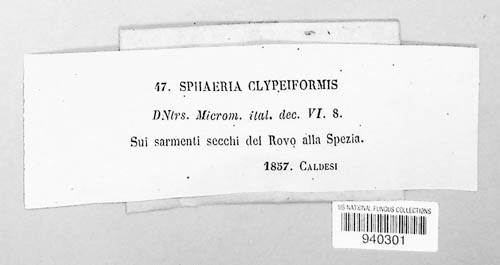 47. SPHAERIA CLYPEIFORMIS
DNtrs. Microm. ital. dec. VI. 8.
Sui sarmenti secchi del Rovo alla Spezia.
1857. CALDESI
US NATIONAL FUNGUS COLLECTIONS
940301